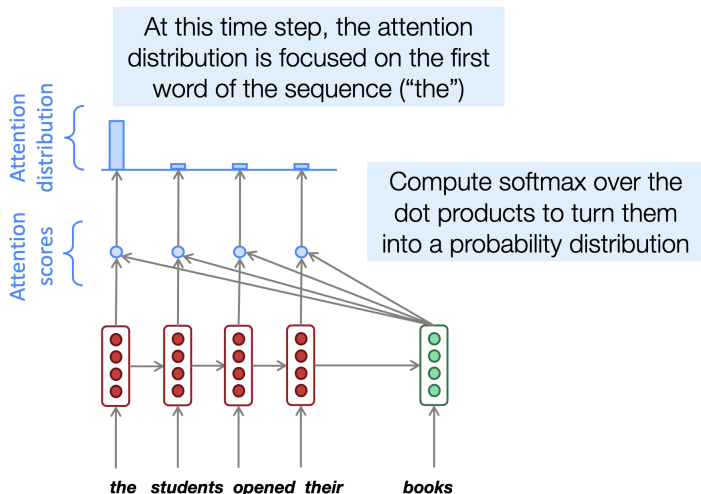 At this time step, the attention
distribution is focused on the first
word of the sequence (“the”)
Attention
distribution
Compute softmax over the
dot products to turn them
into a probability distribution
Attention
scores
the students opened their books